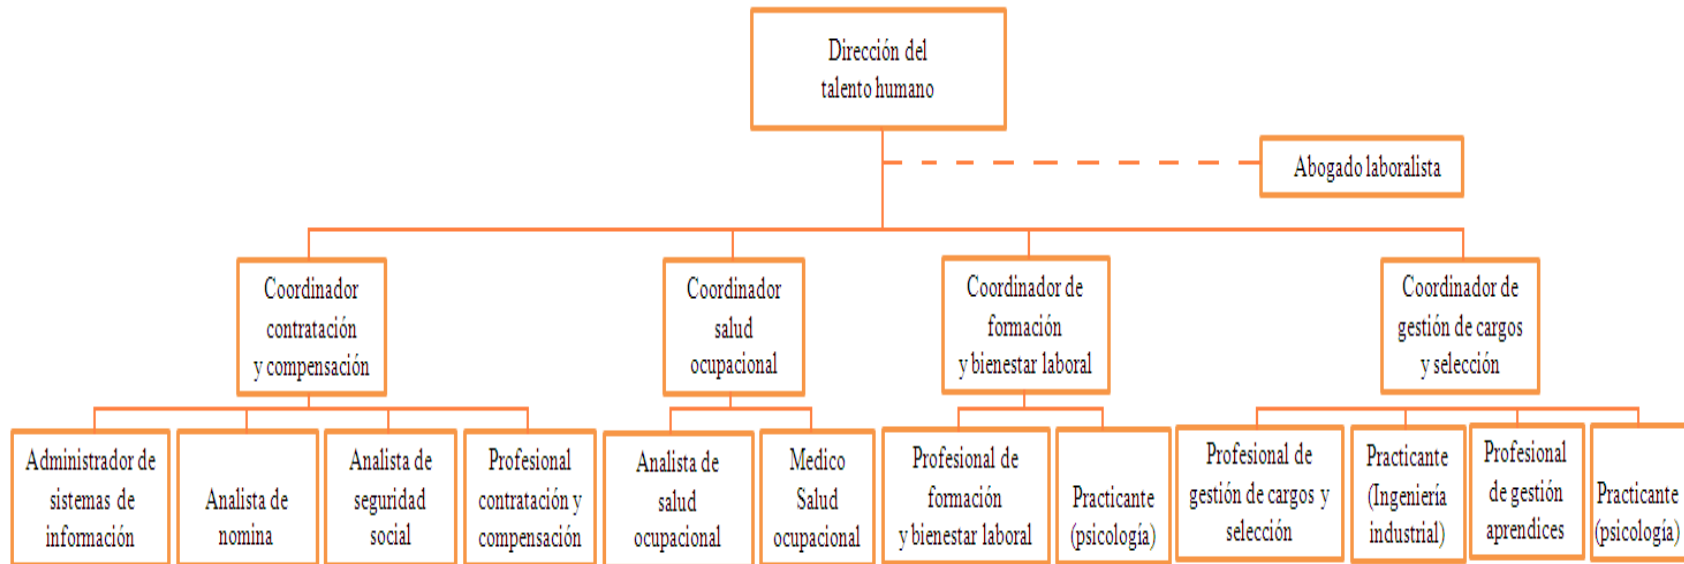 Dirección del
talento humano
Abogado laboralista
Coordinador
contratación
y compensación
Coordinador
salud
ocupacional
Coordinador de
formación
y bienestar laboral
Coordinador de
gestión de cargos
y selección
Administrador de
sistemas de
información
Analista de
nomina
Analista de
seguridad
social
Profesional
contratación y
compensación
Analista de
salud
ocupacional
Medico
Salud
ocupacional
Profesional de
formación
y bienestar laboral
Practicante
(psicología)
Profesional de
gestión de cargos y
selección
Practicante
(Ingeniería
industrial)
Profesional
de gestión
aprendices
Practicante
(psicología)